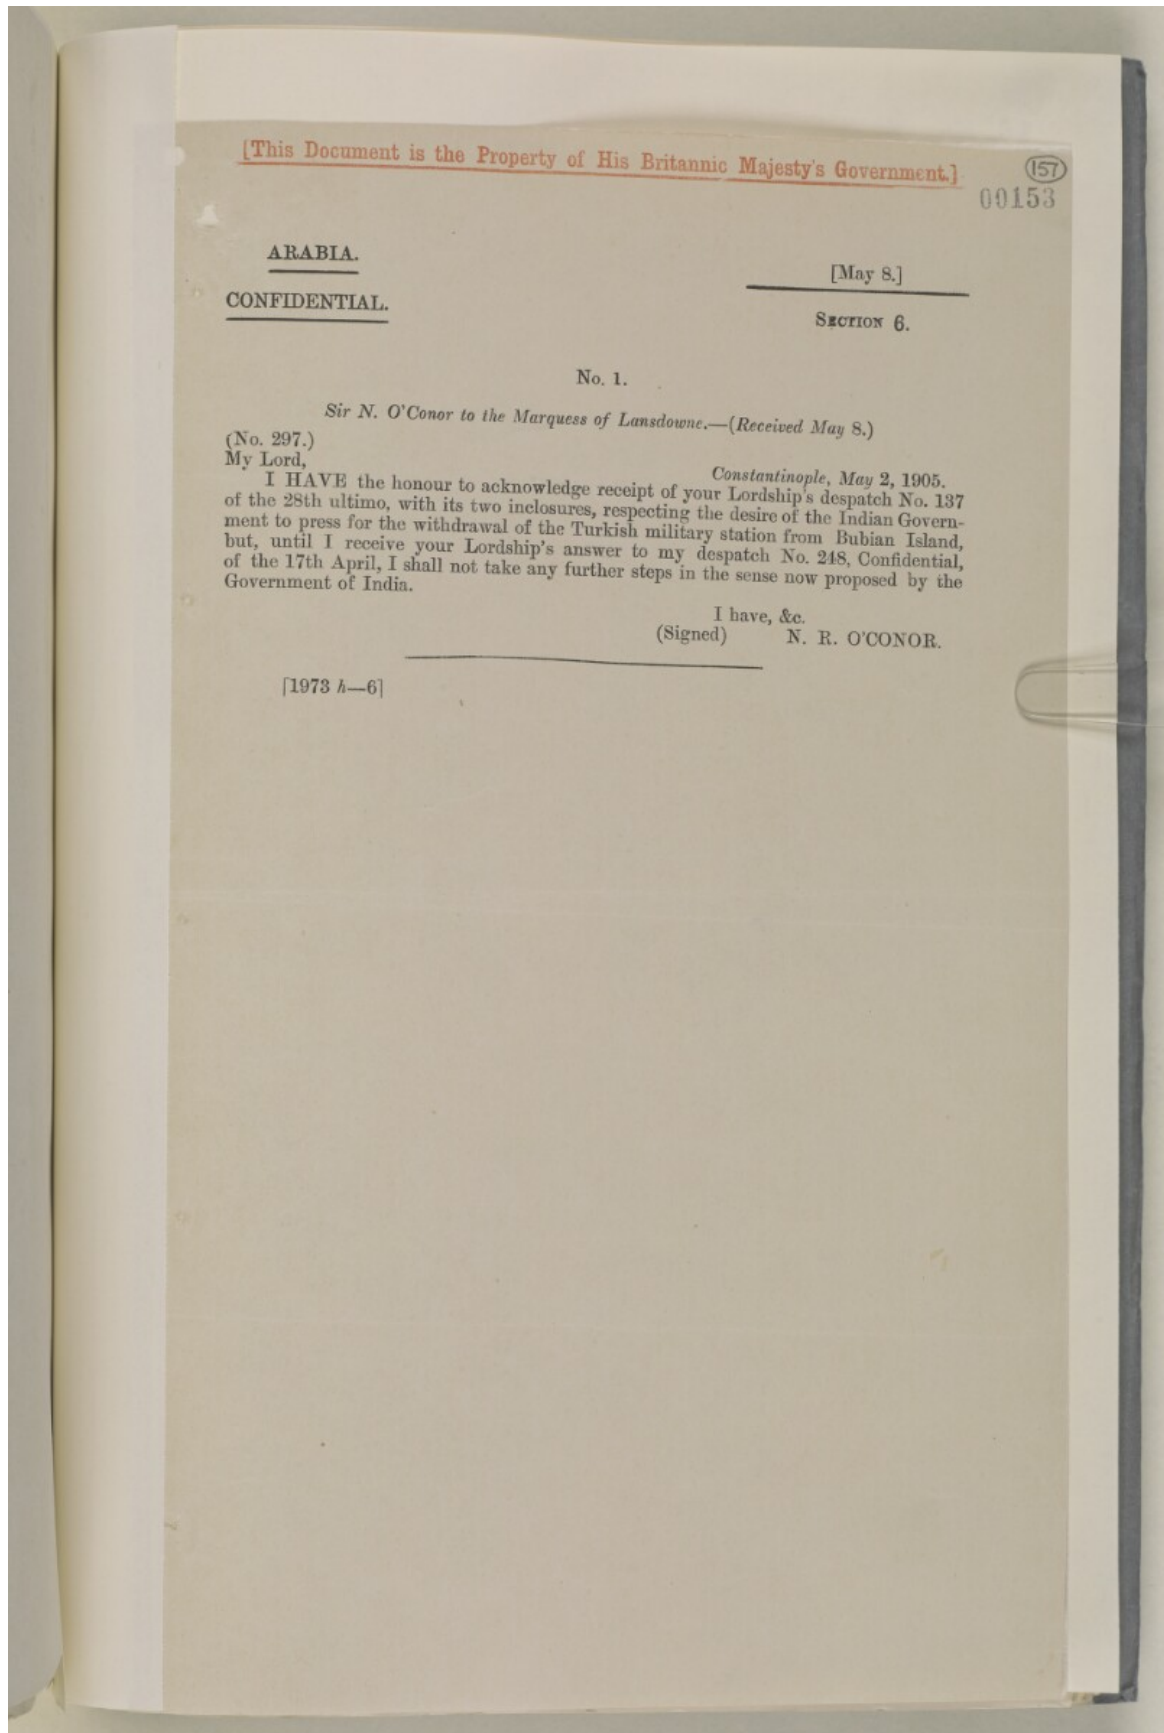 [This Document is the Property of His Britannic Majesty's Government.]
157
00153
ARABIA.
[May 8.]
CONFIDENTIAL.
SECTION 6.
No. 1.
Sir N. O'Conor to the Marquess of Lansdowne.—(Received May 8.)
(No. 297.)
My Lord,
Constantinople, May 2, 1905.
I HAVE the honour to acknowledge receipt of your Lordship's despatch No. 137
of the 28th ultimo, with its two inclosures, respecting the desire of the Indian Govern-
ment to press for the withdrawal of the Turkish military station from Bubian Island,
but, until I receive your Lordship's answer to my despatch No. 248, Confidential,
of the 17th April, I shall not take any further steps in the sense now proposed by the
Government of India.
I have, &c.
(Signed) N. R. O'CONOR.
[1973 h—6]